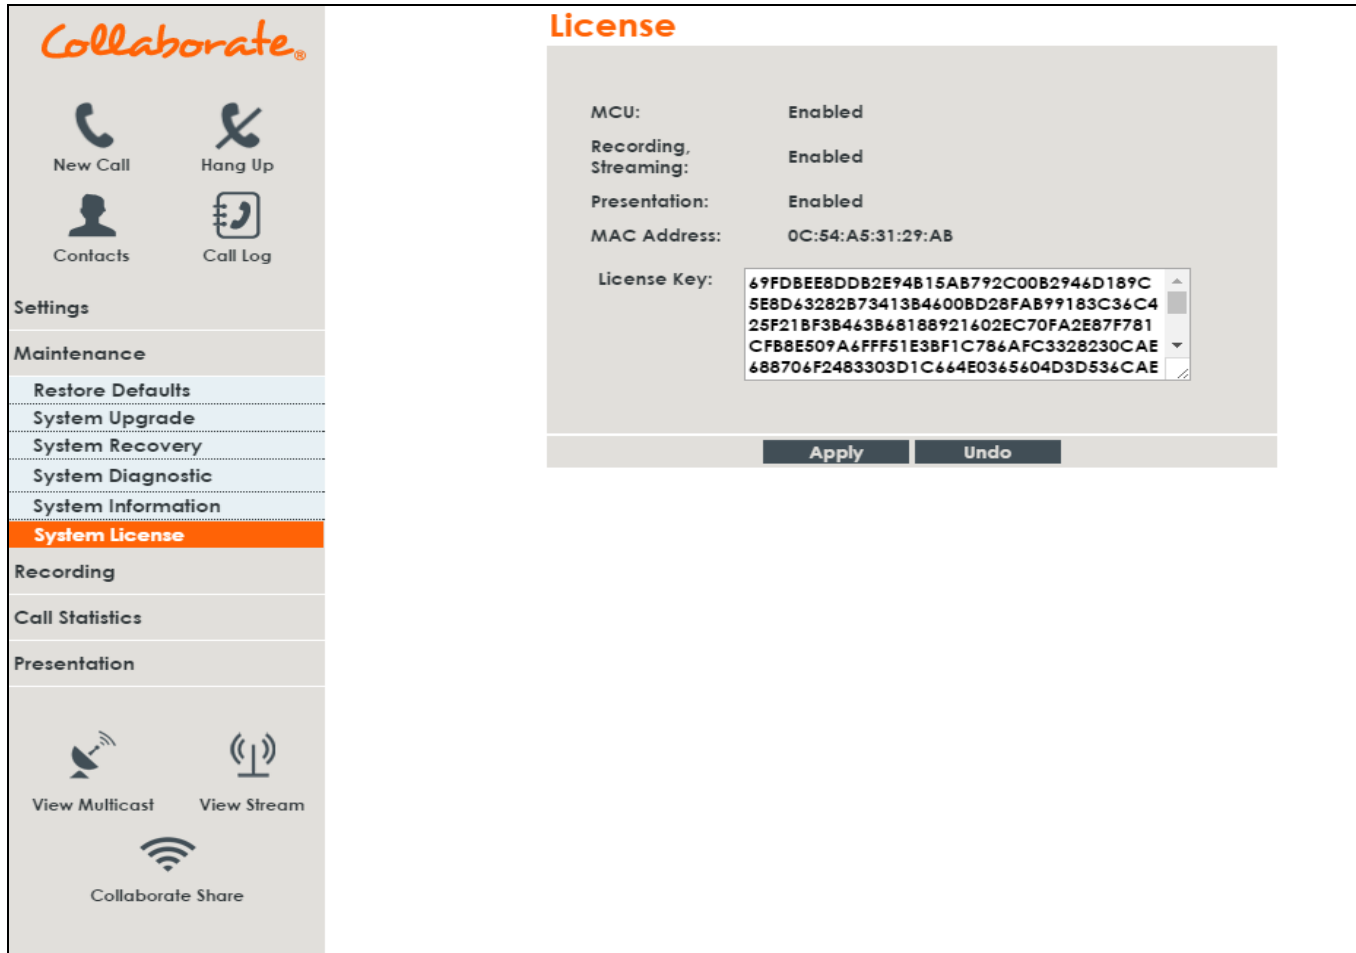 Collaborate®
New Call
Hang Up
Contacts
Call Log
Settings
Maintenance
Restore Defaults
System Upgrade
System Recovery
System Diagnostic
System Information
System License
Recording
Call Statistics
Presentation
View Multicast
View Stream
Collaborate Share
License
MCU: Enabled
Recording,
Streaming: Enabled
Presentation: Enabled
MAC Address: 0C:54:A5:31:29:AB
License Key:
69FDBEE8DDB2E94B15AB792C00B2946D189C
5E8D63282B73413B4600BD28FAB99183C36C4
25F21BF3B463B68188921602EC70FA2E87F781
CFB8E509A6FFF51E3BF1C786AFC3328230CAE
688706F2483303D1C664E0365604D3D536CAE
Apply
Undo